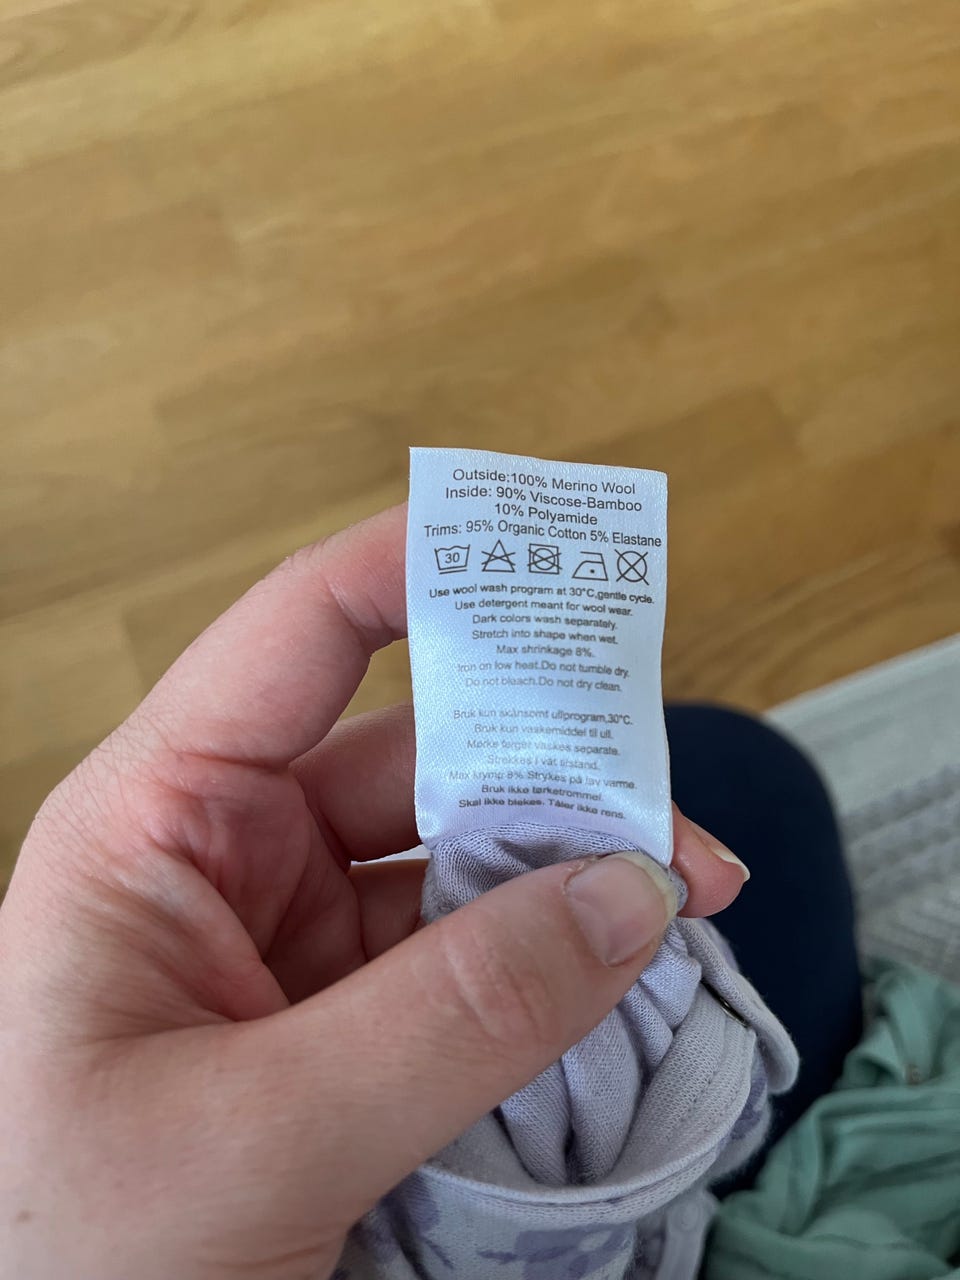 Outside:100% Merino Wool
Inside: 90% Viscose-Bamboo
10% Polyamide
Trims: 95% Organic Cotton 5% Elastane
30
Use wool wash program at 30°C,gentle cycle.
Use detergent meant for wool wear.
Dark colors wash separately.
Stretch into shape when wet.
Max shrinkage 8%.
Iron on low heat.Do not tumble dry.
Do not bleach.Do not dry clean.
Bruk kun skånsomt ullprogram,30°C.
Bruk kun vaskemiddel til ull.
Mørke farger vaskes separate.
Strekkes i våt tilstand.
Max krymp 8%.Strykes på lav varme.
Bruk ikke tørketrommel.
Skal ikke blekes. Tåler ikke rens.